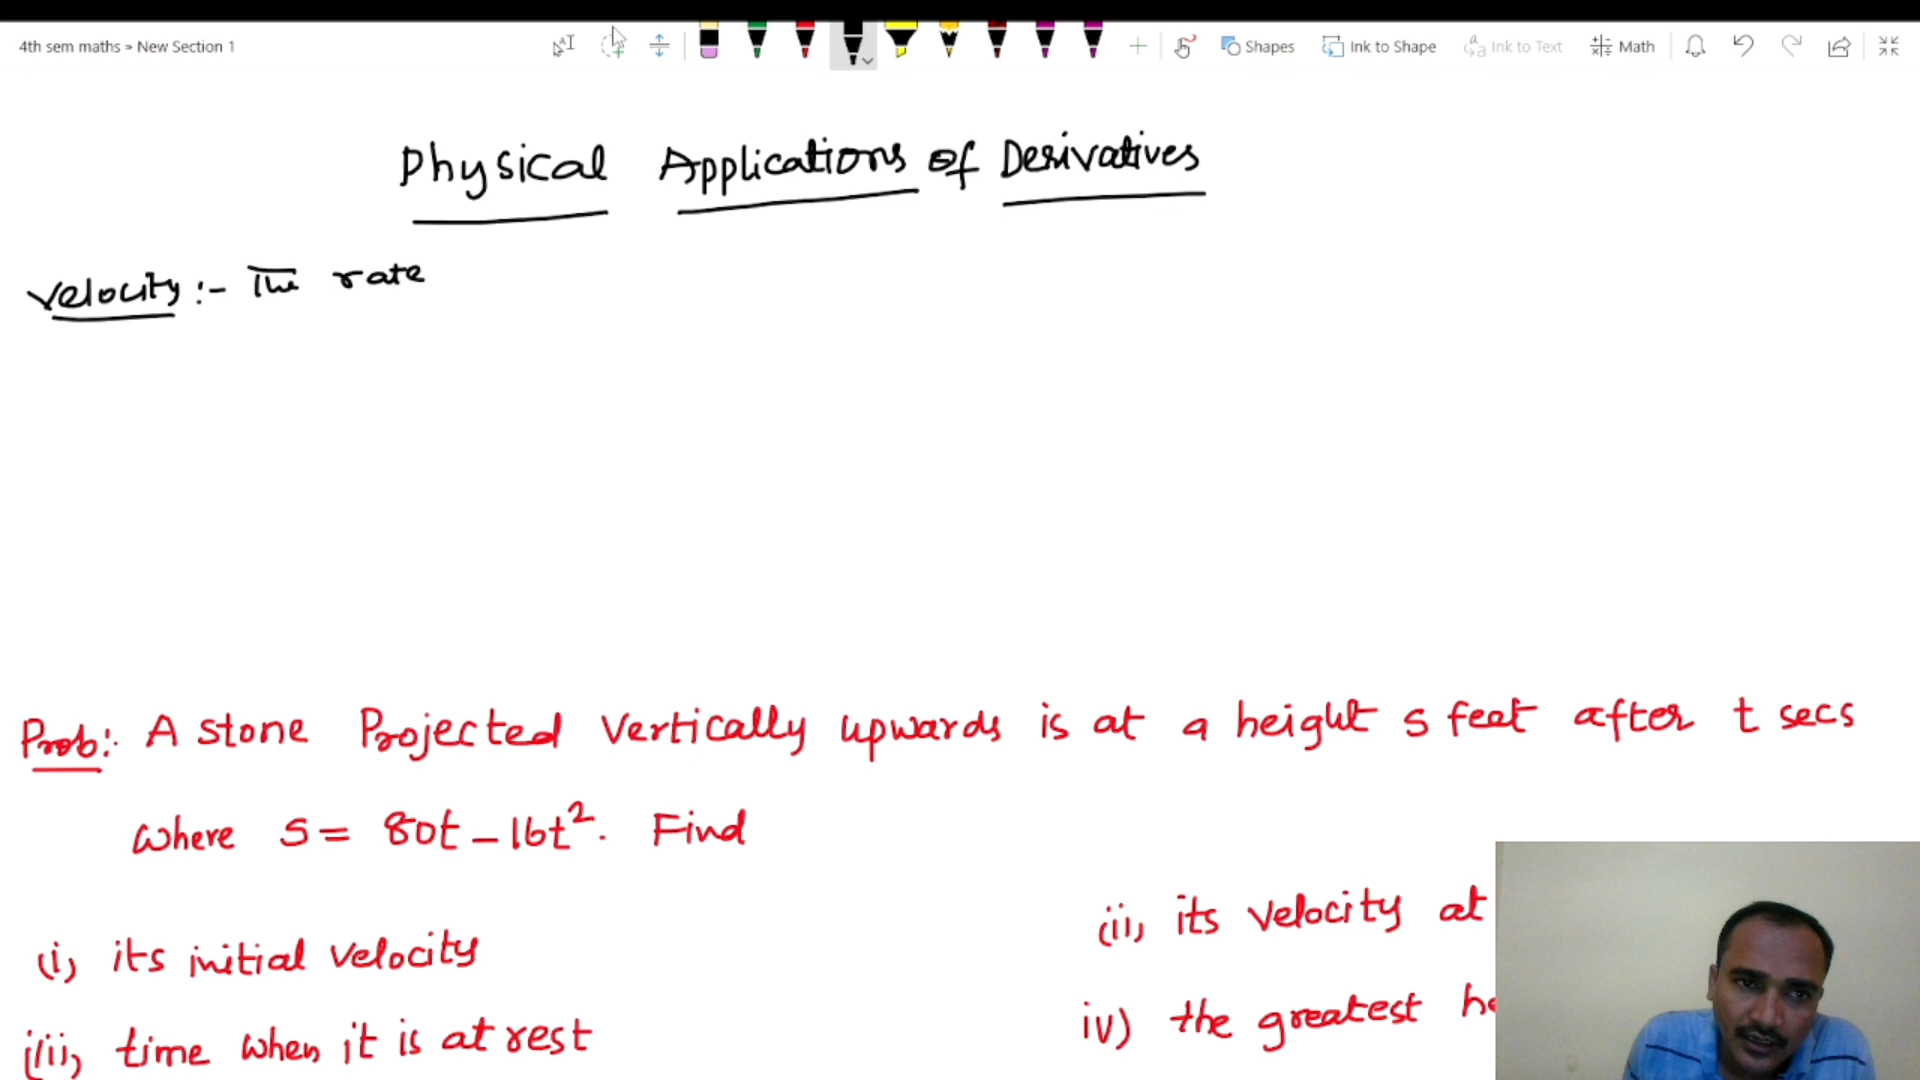 4th sem maths » New Section 1
Shapes Ink to Shape Ink to Text Math
Physical Applications of Derivatives
Velocity :- The rate
Prob:- A stone Projected Vertically upwards is at a height s feet after t secs
where s = 80t - 16t². Find
(i) its initial velocity
(ii) its velocity at
(iii) time when it is at rest
iv) the greatest he